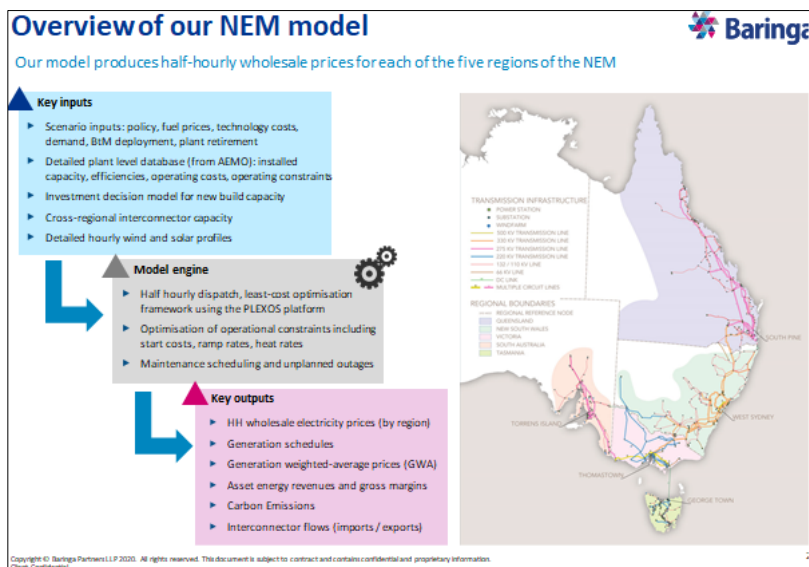 Overview of our NEM model
Baringa
Our model produces half-hourly wholesale prices for each of the five regions of the NEM
Key inputs
Scenario inputs: policy, fuel prices, technology costs,
demand, BtM deployment, plant retirement
Detailed plant level database (from AEMO): installed
capacity, efficiencies, operating costs, operating constraints
Investment decision model for new build capacity
Cross-regional interconnector capacity
Detailed hourly wind and solar profiles
Model engine
Half hourly dispatch, least-cost optimisation
framework using the PLEXOS platform
Optimisation of operational constraints including
start costs, ramp rates, heat rates
Maintenance scheduling and unplanned outages
Key outputs
HH wholesale electricity prices (by region)
Generation schedules
Generation weighted-average prices (GWA)
Asset energy revenues and gross margins
Carbon Emissions
Interconnector flows (imports / exports)
TRANSMISSION INFRASTRUCTURE
POWER STATION
SUBSTATION
WINDFARM
500 KV TRANSMISSION LINE
330 KV TRANSMISSION LINE
275 KV TRANSMISSION LINE
220 KV TRANSMISSION LINE
132 / 110 KV LINE
66 KV LINE
DC LINE
MULTIPLE CIRCUIT LINES
REGIONAL BOUNDARIES
REGIONAL REFERENCE NODE
QUEENSLAND
NEW SOUTH WALES
VICTORIA
SOUTH AUSTRALIA
TASMANIA
SOUTH PINE
WEST SYDNEY
TORRENS ISLAND
THOMASTOWN
GEORGE TOWN
Copyright © Baringa Partners LLP 2020. All rights reserved. This document is subject to contract and contains confidential and proprietary information.
2